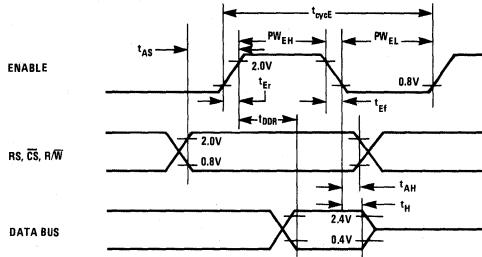 t_cycE
t_AS
PW_EH
PW_EL
ENABLE
2.0V
0.8V
t_Er
t_Ef
t_DDR
RS, C̅S̅, R/W̅
2.0V
0.8V
t_AH
t_H
DATA BUS
2.4V
0.4V